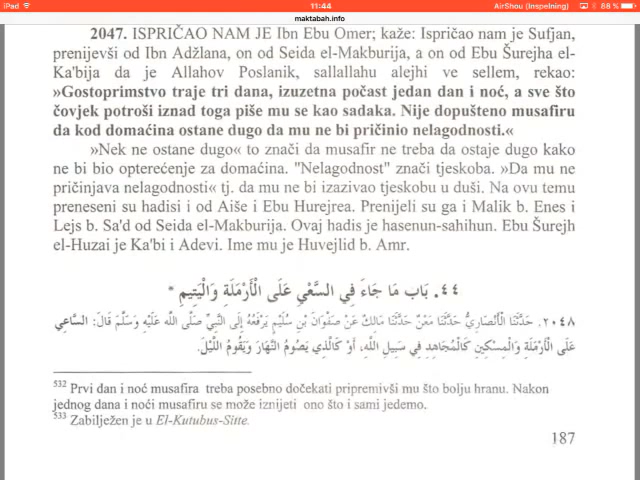 iPad 11:44 AirShou (Inspelning) 88 %
maktabah.info
2047. ISPRIČAO NAM JE Ibn Ebu Omer; kaže: Ispričao nam je Sufjan,
prenijevši od Ibn Adžlana, on od Seida el-Makburija, a on od Ebu Šurejha el-
Ka'bija da je Allahov Poslanik, sallallahu alejhi ve sellem, rekao:
»Gostoprimstvo traje tri dana, izuzetna počast jedan dan i noć, a sve što
čovjek potroši iznad toga piše mu se kao sadaka. Nije dopušteno musafiru
da kod domaćina ostane dugo da mu ne bi pričinio nelagodnosti.«
»Nek ne ostane dugo« to znači da musafir ne treba da ostaje dugo kako
ne bi bio opterećenje za domaćina. "Nelagodnost" znači tjeskoba. »Da mu ne
pričinjava nelagodnosti« tj. da mu ne bi izazivao tjeskobu u duši. Na ovu temu
preneseni su hadisi i od Aiše i Ebu Hurejrea. Prenijeli su ga i Malik b. Enes i
Lejs b. Sa'd od Seida el-Makburija. Ovaj hadis je hasenun-sahihun. Ebu Šurejh
el-Huzai je Ka'bi i Adevi. Ime mu je Huvejlid b. Amr.
٤٤. بَاب مَا جَاءَ فِي السَّعْيِ عَلَى الْأَرْمَلَةِ وَالْيَتِيمِ *
٢٠٤٨. حَدَّثَنَا الْأَنْصَارِيُّ حَدَّثَنَا مَعْنٌ حَدَّثَنَا مَالِكٌ عَنْ صَفْوَانَ بْنِ سُلَيْمٍ يَرْفَعُهُ إِلَى النَّبِيِّ صَلَّى اللَّه عَلَيْهِ وَسَلَّمَ قَالَ: السَّاعِي
عَلَى الْأَرْمَلَةِ وَالْمِسْكِينِ كَالْمُجَاهِدِ فِي سَبِيلِ اللَّهِ، أَوْ كَالَّذِي يَصُومُ النَّهَارَ وَيَقُومُ اللَّيْلَ.
532 Prvi dan i noć musafira treba posebno dočekati pripremivši mu što bolju hranu. Nakon
jednog dana i noći musafiru se može iznijeti ono što i sami jedemo.
533 Zabilježen je u El-Kutubus-Sitte.
187